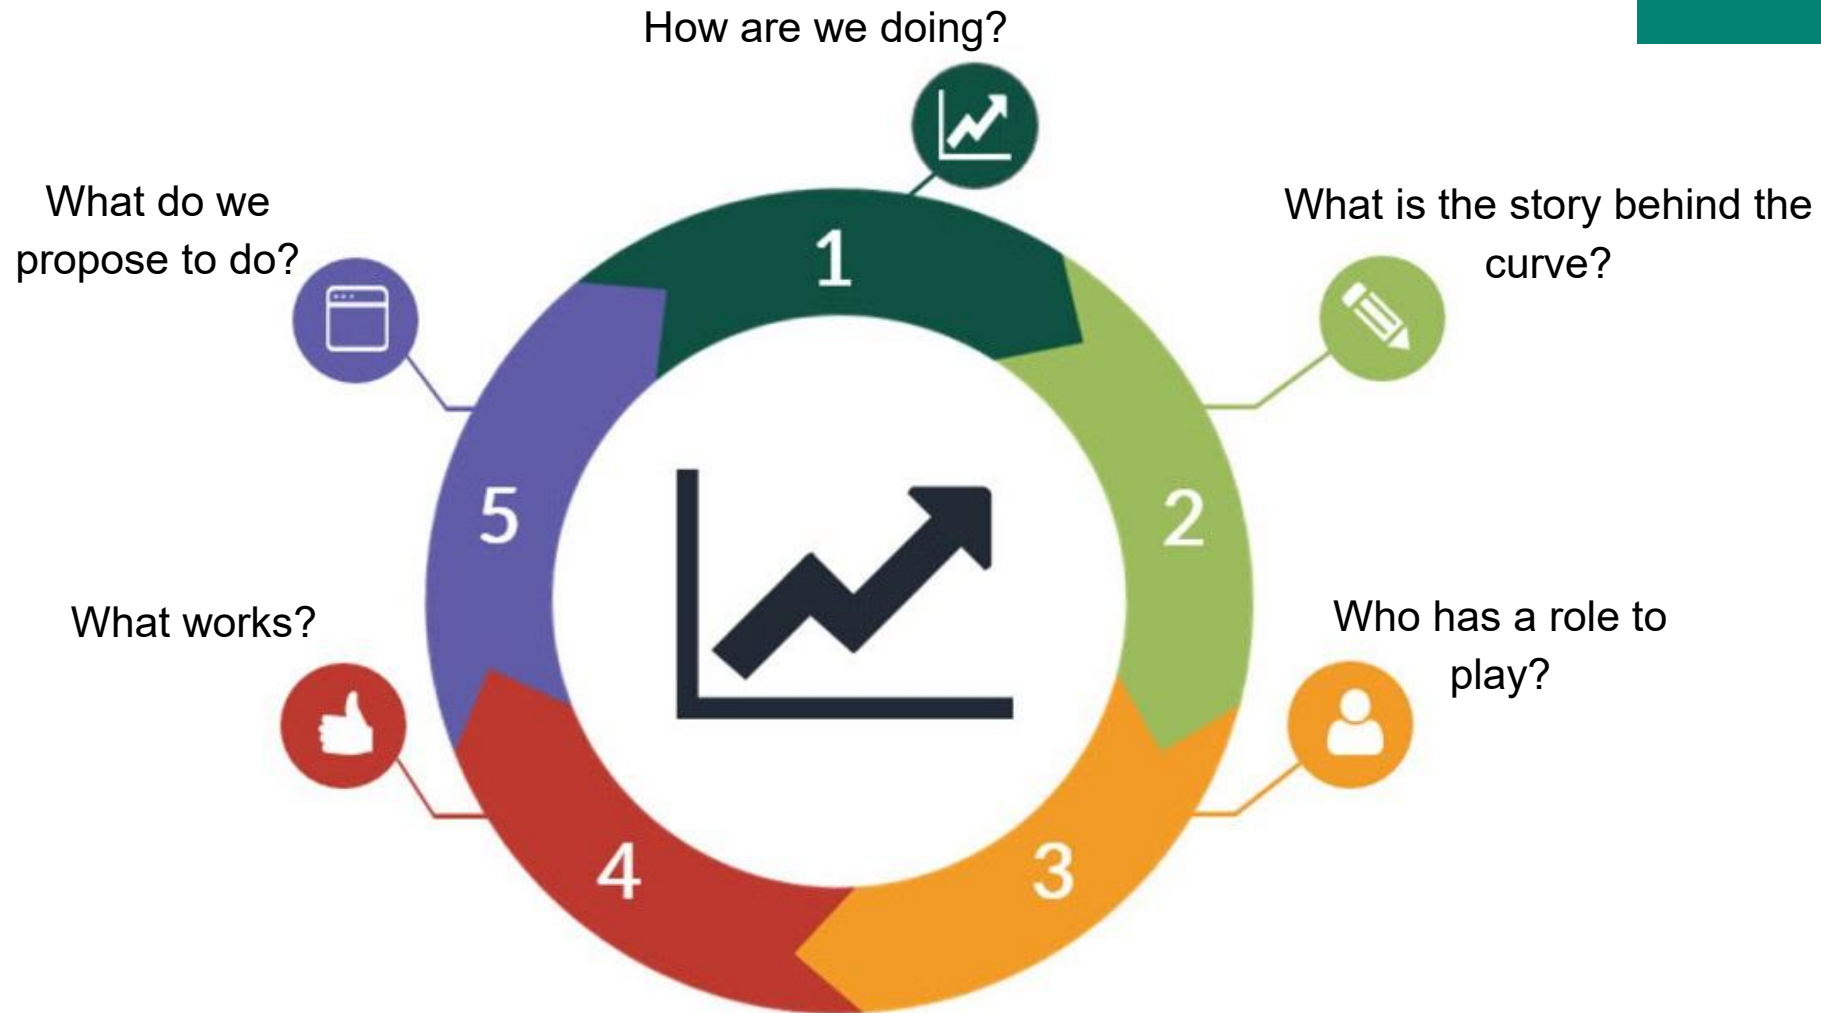 How are we doing?
What is the story behind the
curve?
Who has a role to
play?
What works?
What do we
propose to do?
1
2
3
4
5